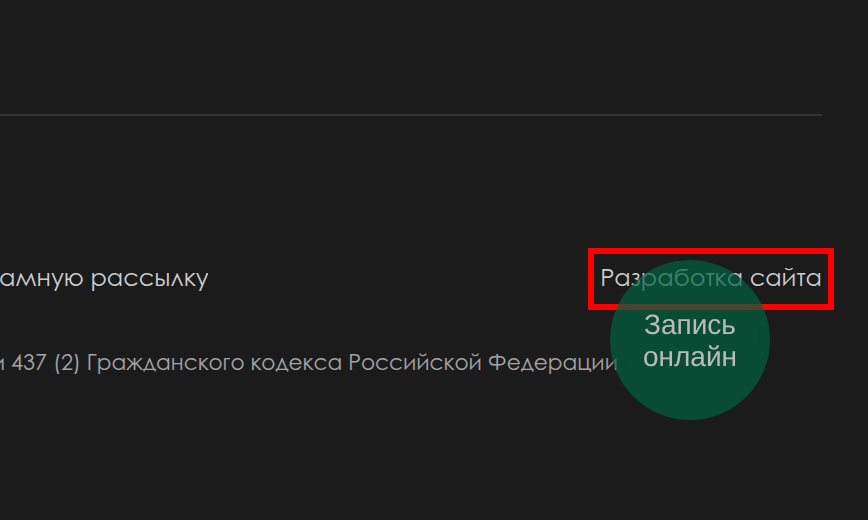 амную рассылку
Разработка сайта
Запись
онлайн
и 437 (2) Гражданского кодекса Российской Федерации